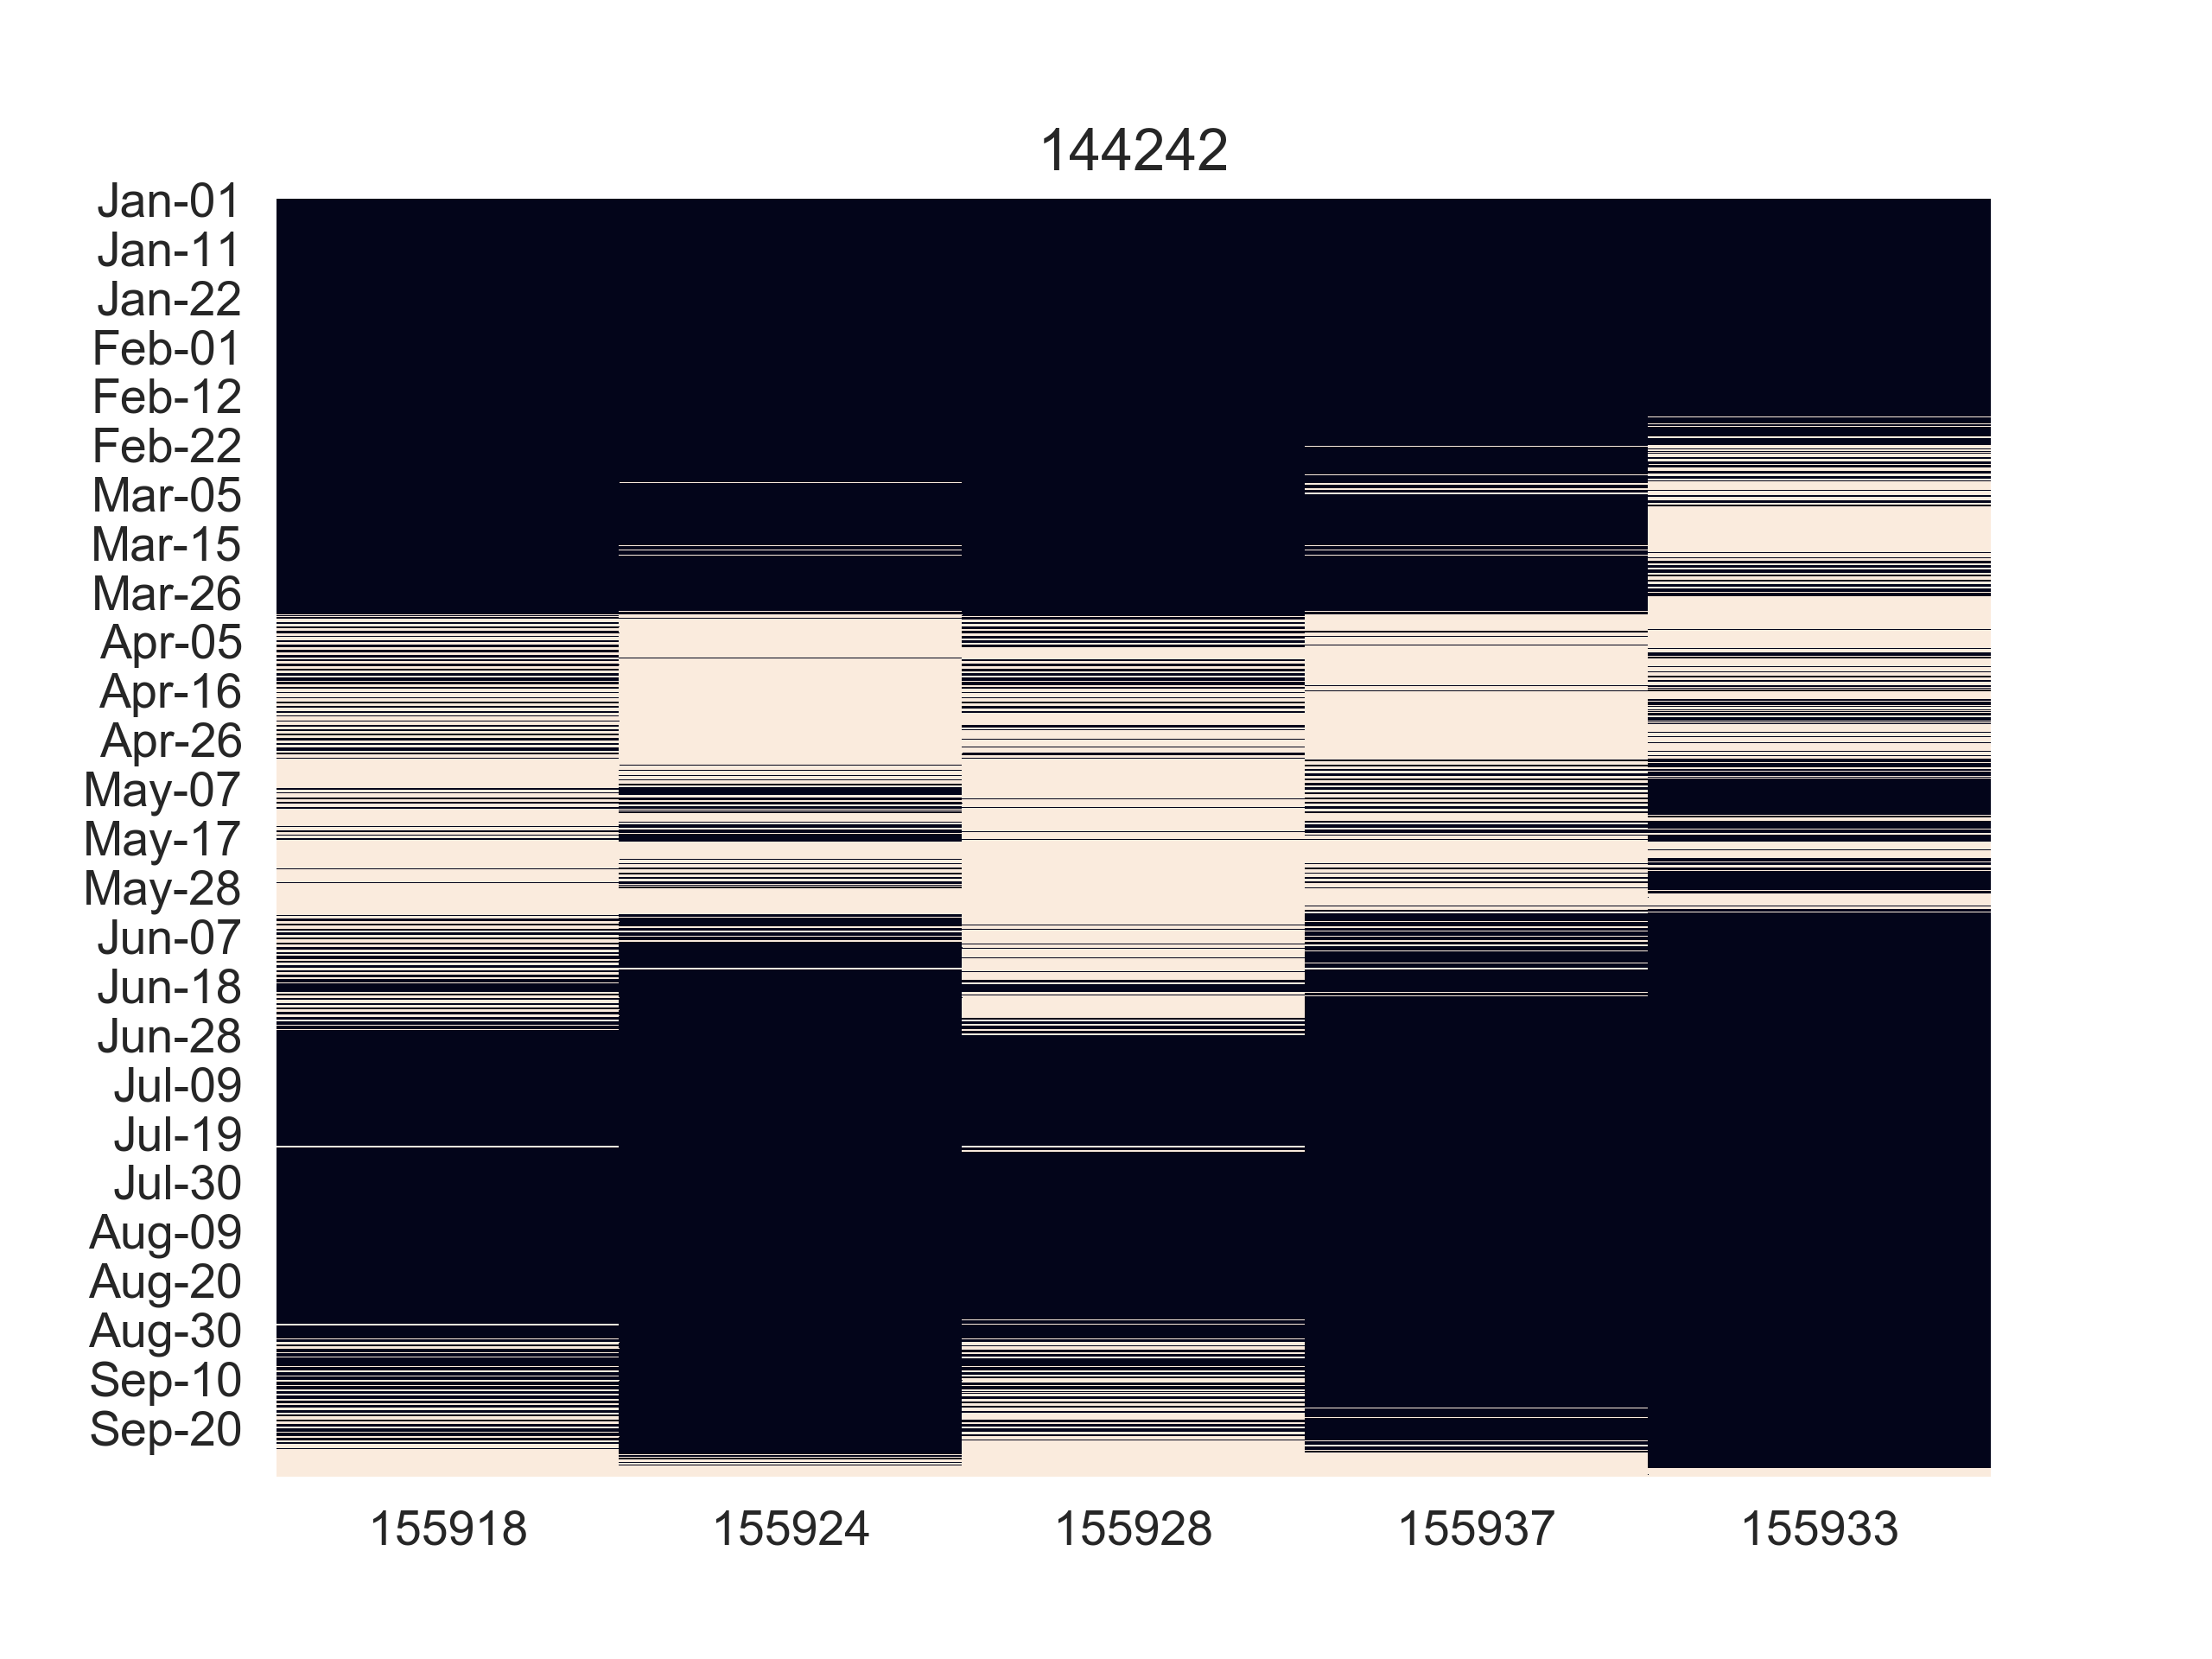 144242
Jan-01
Jan-11
Jan-22
Feb-01
Feb-12
Feb-22
Mar-05
Mar-15
Mar-26
Apr-05
Apr-16
Apr-26
May-07
May-17
May-28
Jun-07
Jun-18
Jun-28
Jul-09
Jul-19
Jul-30
Aug-09
Aug-20
Aug-30
Sep-10
Sep-20
155918 155924 155928 155937 155933